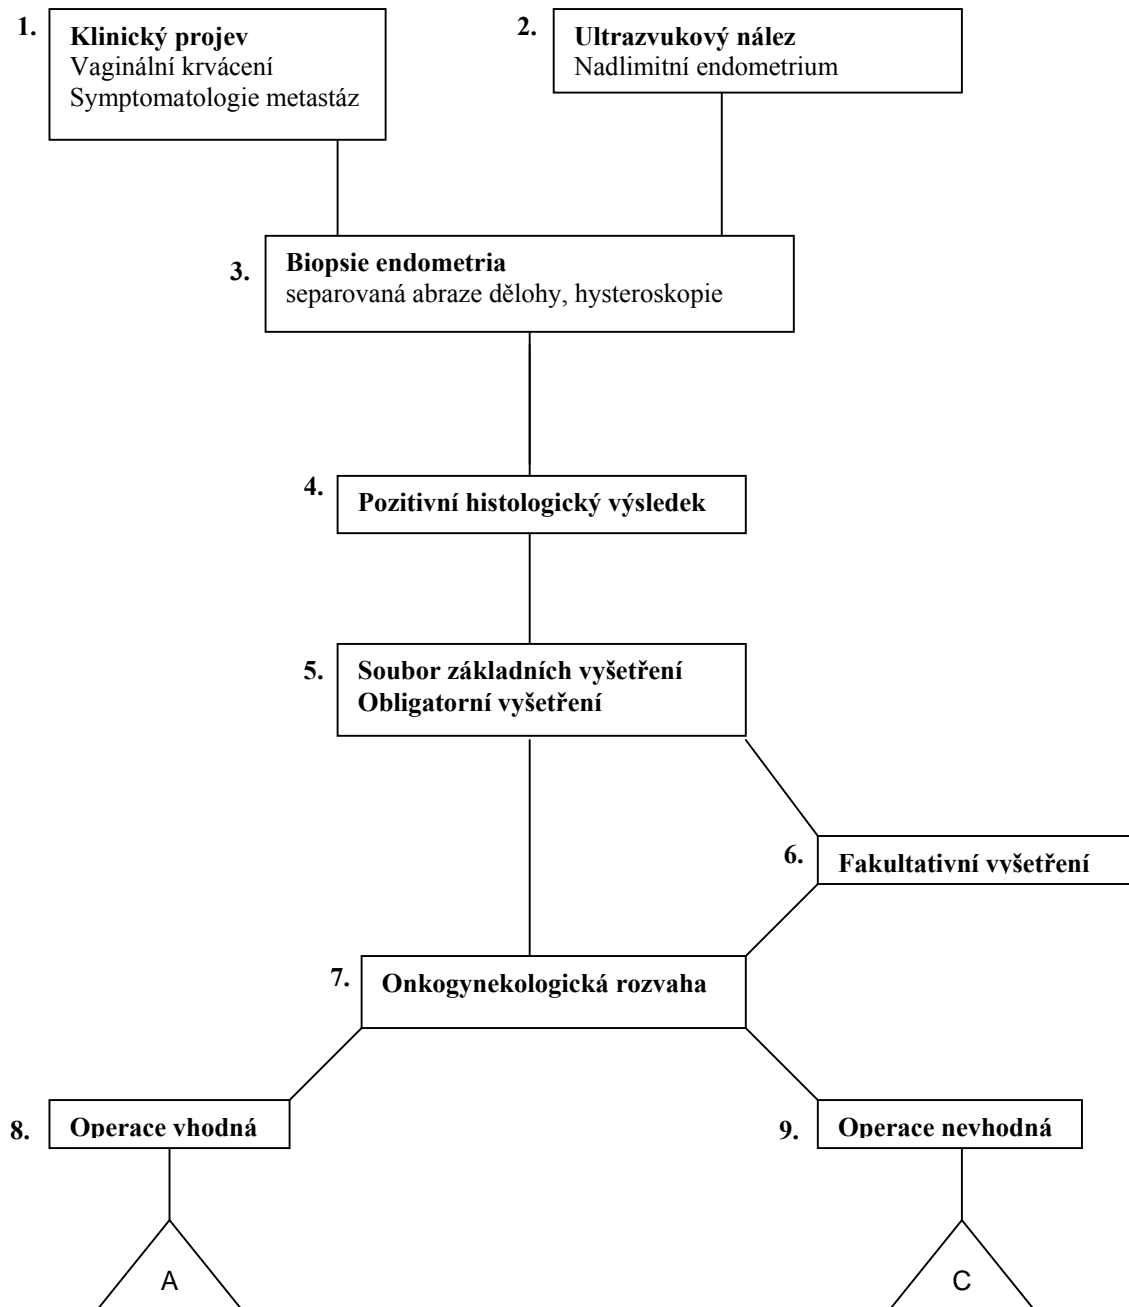 1.
Klinický projev
Vaginální krvácení
Symptomatologie metastáz
2.
Ultrazvukový nález
Nadlimitní endometrium
3.
Biopsie endometria
separovaná abraze dělohy, hysteroskopie
4.
Pozitivní histologický výsledek
5.
Soubor základních vyšetření
Obligatorní vyšetření
6.
Fakultativní vyšetření
7.
Onkogynekologická rozvaha
8.
Operace vhodná
9.
Operace nevhodná
A
C